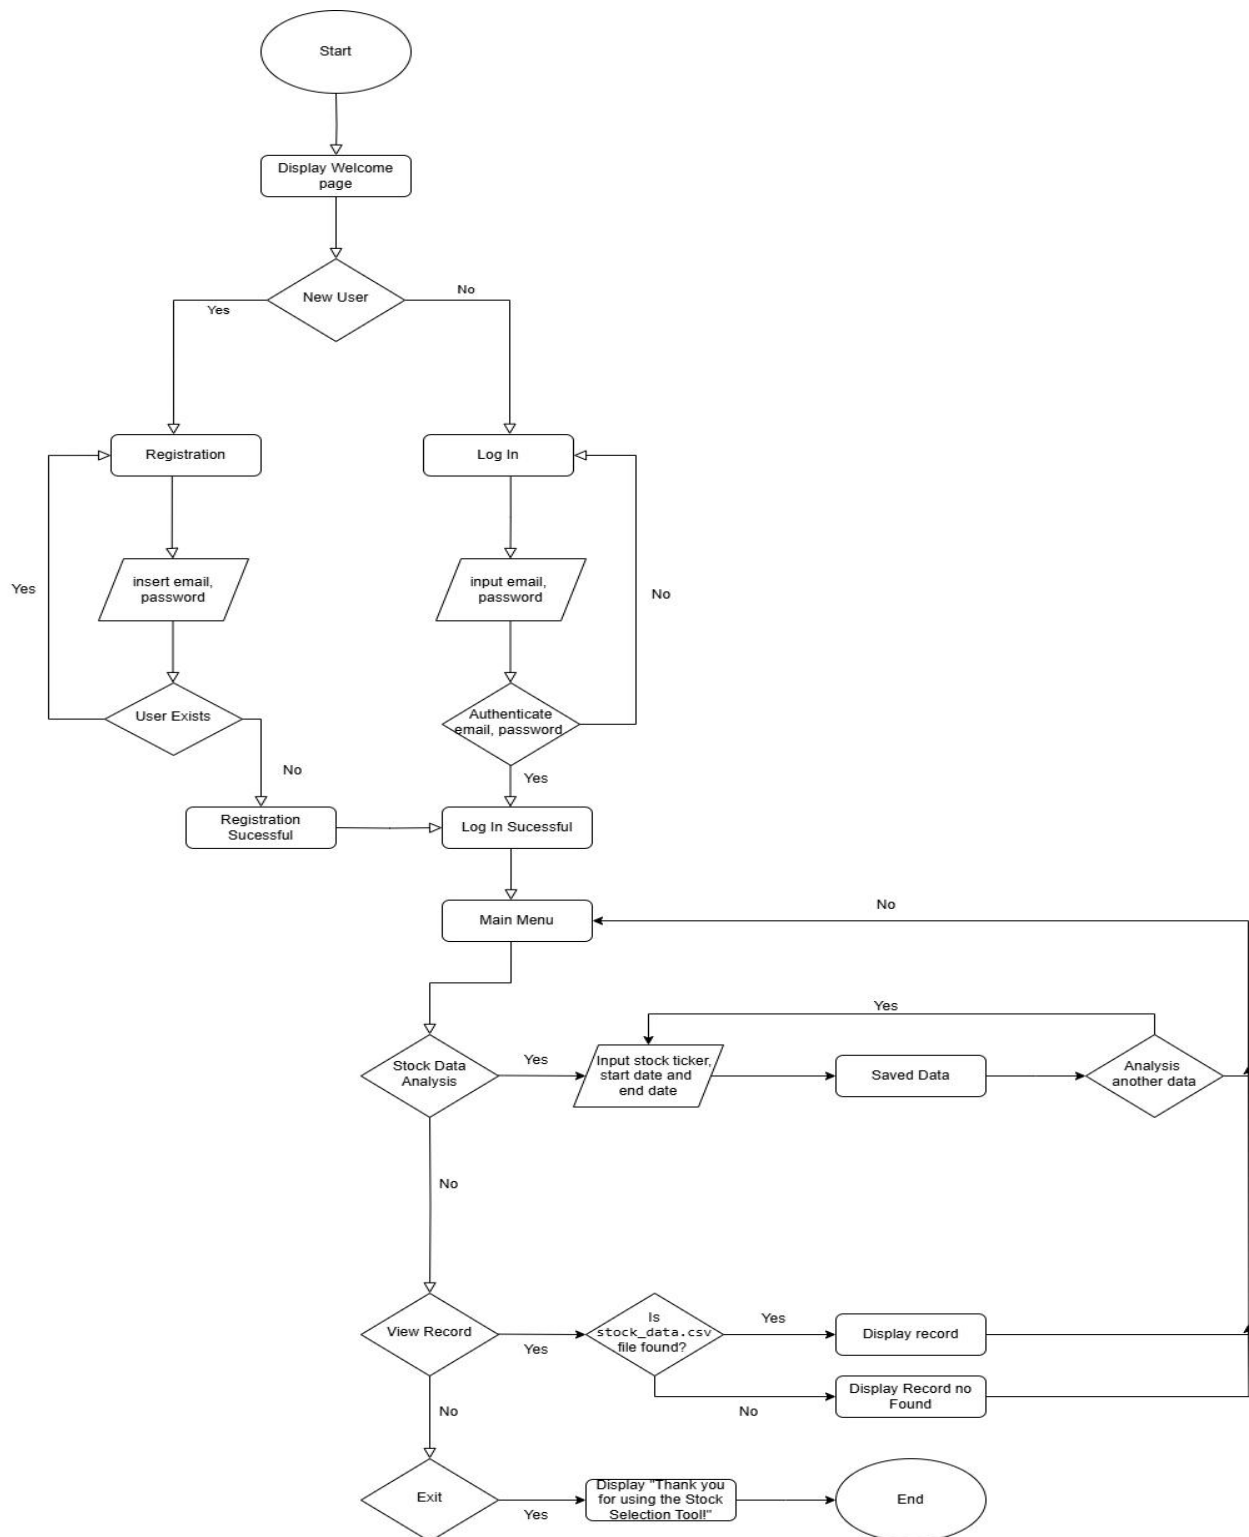 Start
Display Welcome
page
New User
Yes
No
Registration
Log In
insert email,
password
input email,
password
Yes
No
User Exists
Authenticate
email, password
No
Yes
Registration
Sucessful
Log In Sucessful
Main Menu
No
Yes
Stock Data
Analysis
Yes
Input stock ticker,
start date and
end date
Saved Data
Analysis
another data
No
View Record
Yes
Is
stock_data.csv
file found?
Yes
Display record
No
Display Record no
Found
No
Exit
Yes
Display "Thank you
for using the Stock
Selection Tool!"
End